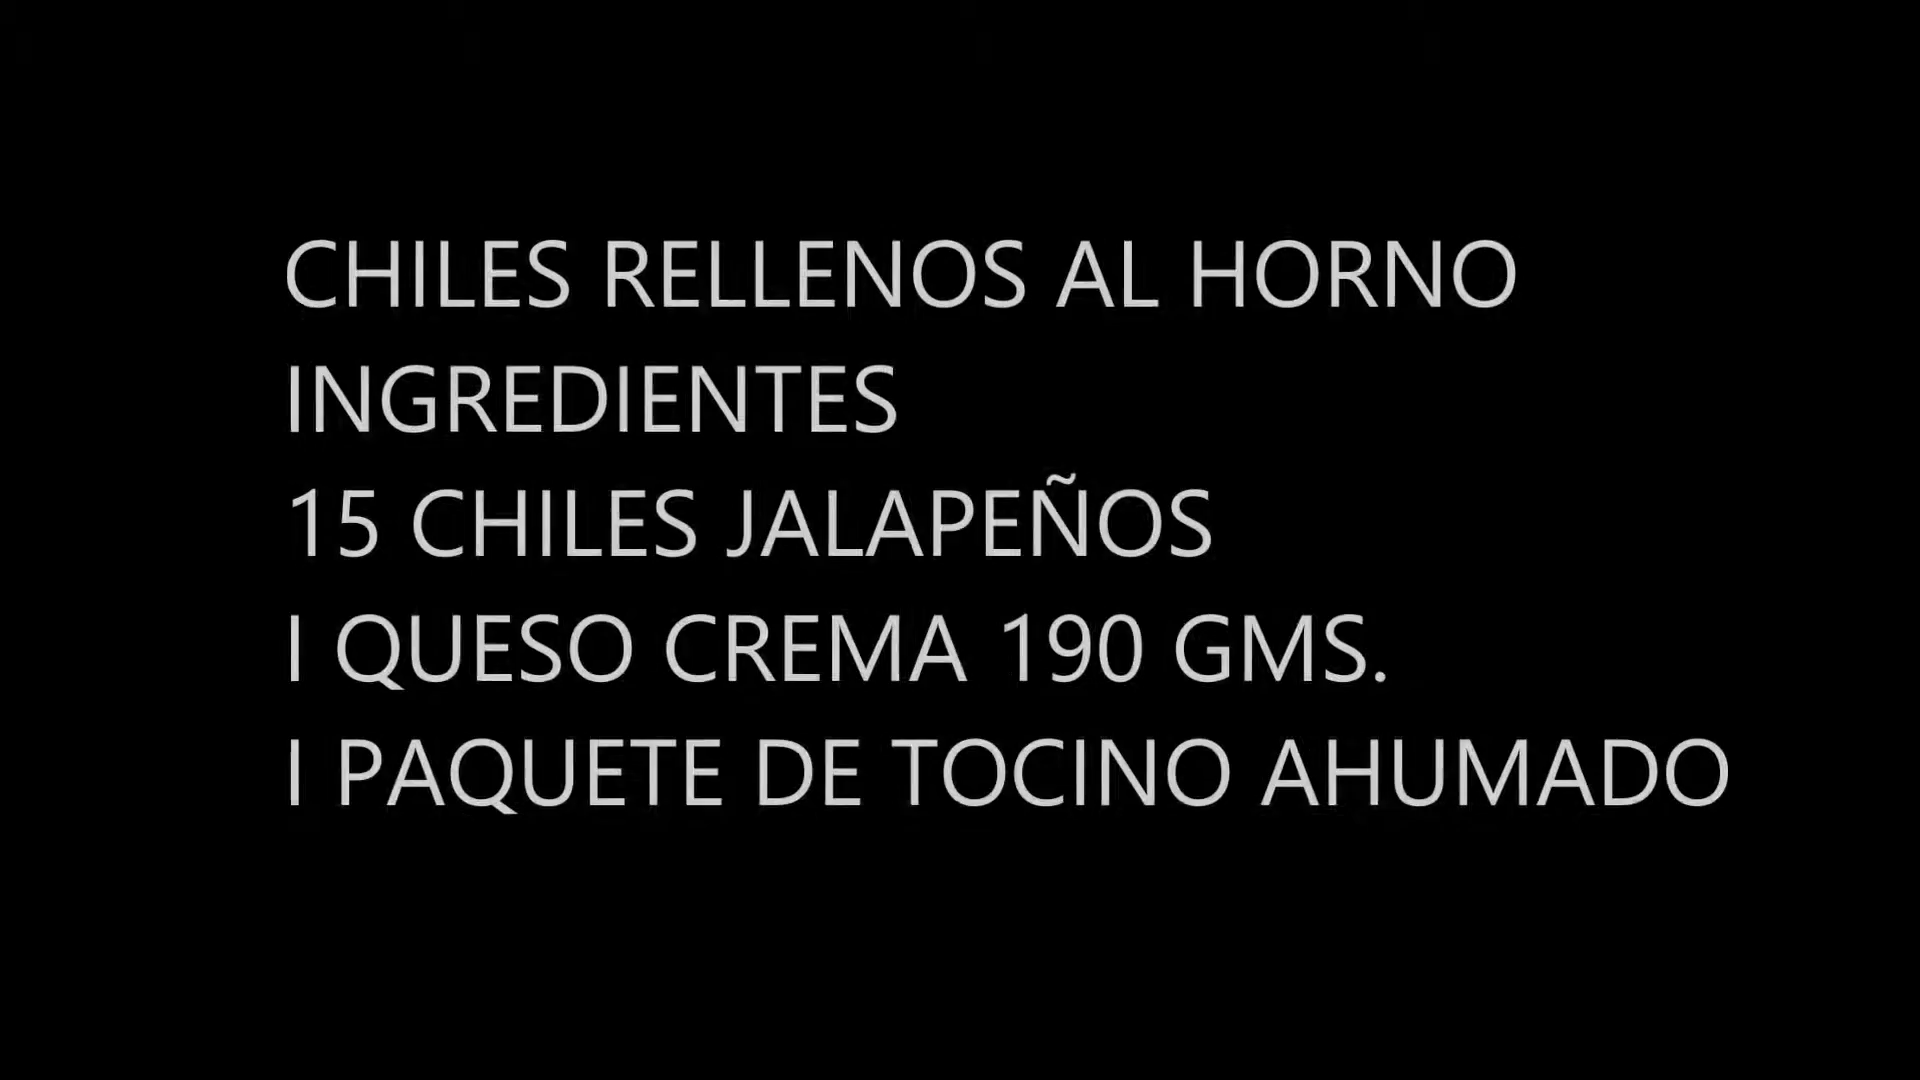 CHILES RELLENOS AL HORNO
INGREDIENTES
15 CHILES JALAPEÑOS
I QUESO CREMA 190 GMS.
I PAQUETE DE TOCINO AHUMADO